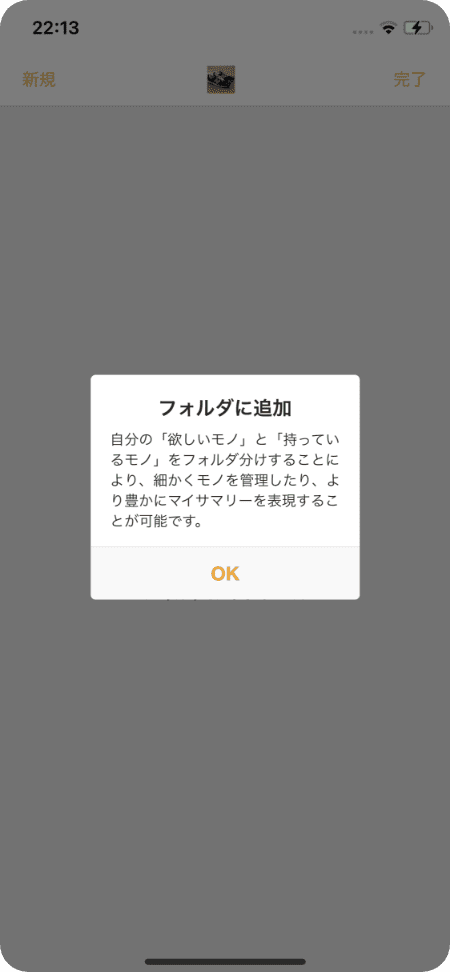 22:13
新規
完了
フォルダに追加
自分の「欲しいモノ」と「持ってい
るモノ」をフォルダ分けすることに
より、細かくモノを管理したり、よ
り豊かにマイサマリーを表現するこ
とが可能です。
OK